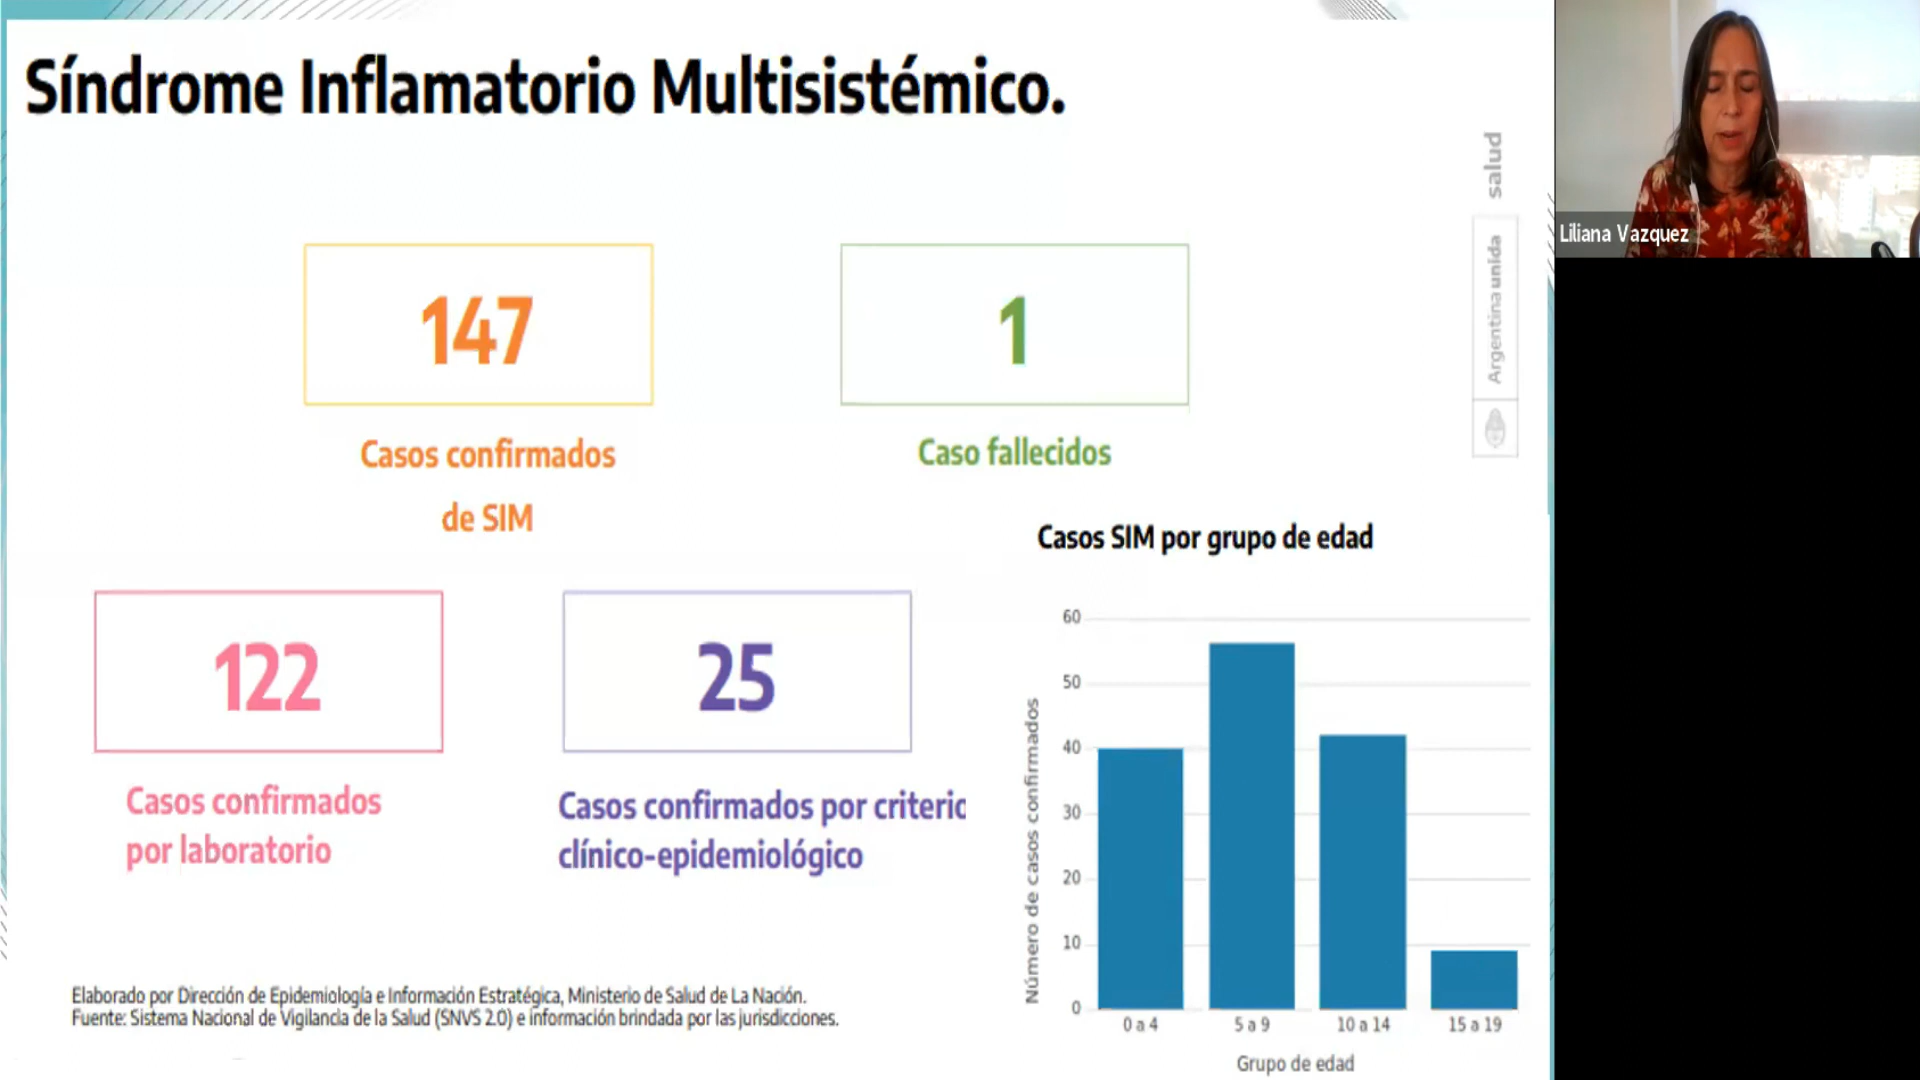 Síndrome Inflamatorio Multisistémico.
147
Casos confirmados
de SIM
1
Caso fallecidos
122
Casos confirmados
por laboratorio
25
Casos confirmados por criterio
clínico-epidemiológico
Casos SIM por grupo de edad
Número de casos confirmados
60
50
40
30
20
10
0
0 a 4
5 a 9
10 a 14
15 a 19
Grupo de edad
Elaborado por Dirección de Epidemiología e Información Estratégica, Ministerio de Salud de La Nación.
Fuente: Sistema Nacional de Vigilancia de la Salud (SNVS 2.0) e información brindada por las jurisdicciones.
salud
Argentina unida
Liliana Vazquez